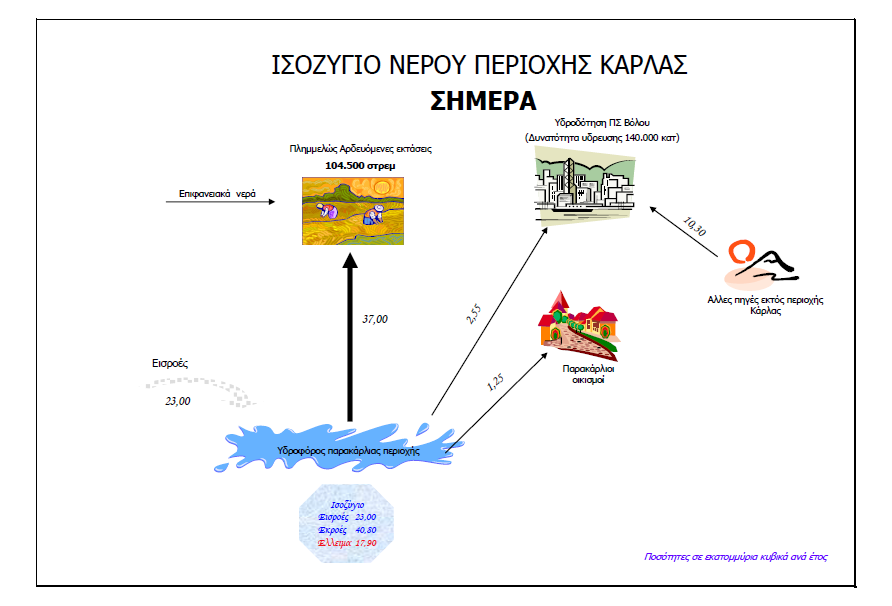 ΙΣΟΖΥΓΙΟ ΝΕΡΟΥ ΠΕΡΙΟΧΗΣ ΚΑΡΛΑΣ
ΣΗΜΕΡΑ
Υδροδότηση ΠΣ Βόλου
(Δυνατότητα υδρευσης 140.000 κατ)
Πλημμελώς Αρδευόμενες εκτάσεις
104.500 στρεμ
Επιφανειακά νερά
10,30
Αλλες πηγές εκτός περιοχής
Κάρλας
37,00
2,55
Παρακάρλιοι
οικισμοί
1,25
Εισροές
23,00
Υδροφόρος παρακάρλιας περιοχής
Ισοζύγιο
Εισροές 23,00
Εκροές 40,80
Ελλειμα 17,90
Ποσότητες σε εκατομμύρια κυβικά ανά έτος